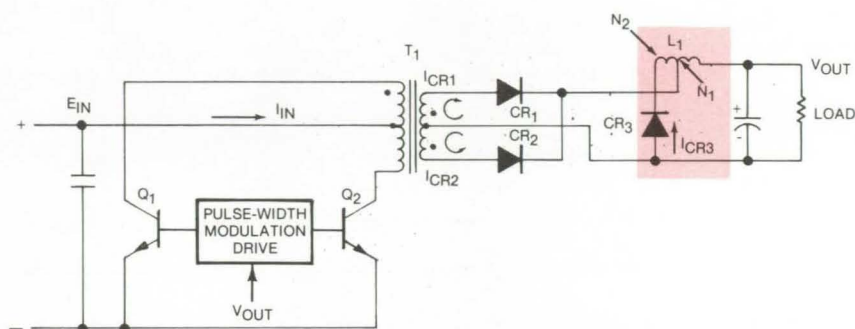 N2
L1
T1
VOUT
ICR1
EIN
IIN
CR1
N1
+
CR2
CR3
+
LOAD
-
ICR3
ICR2
Q1
Q2
PULSE-WIDTH
MODULATION
DRIVE
VOUT
–